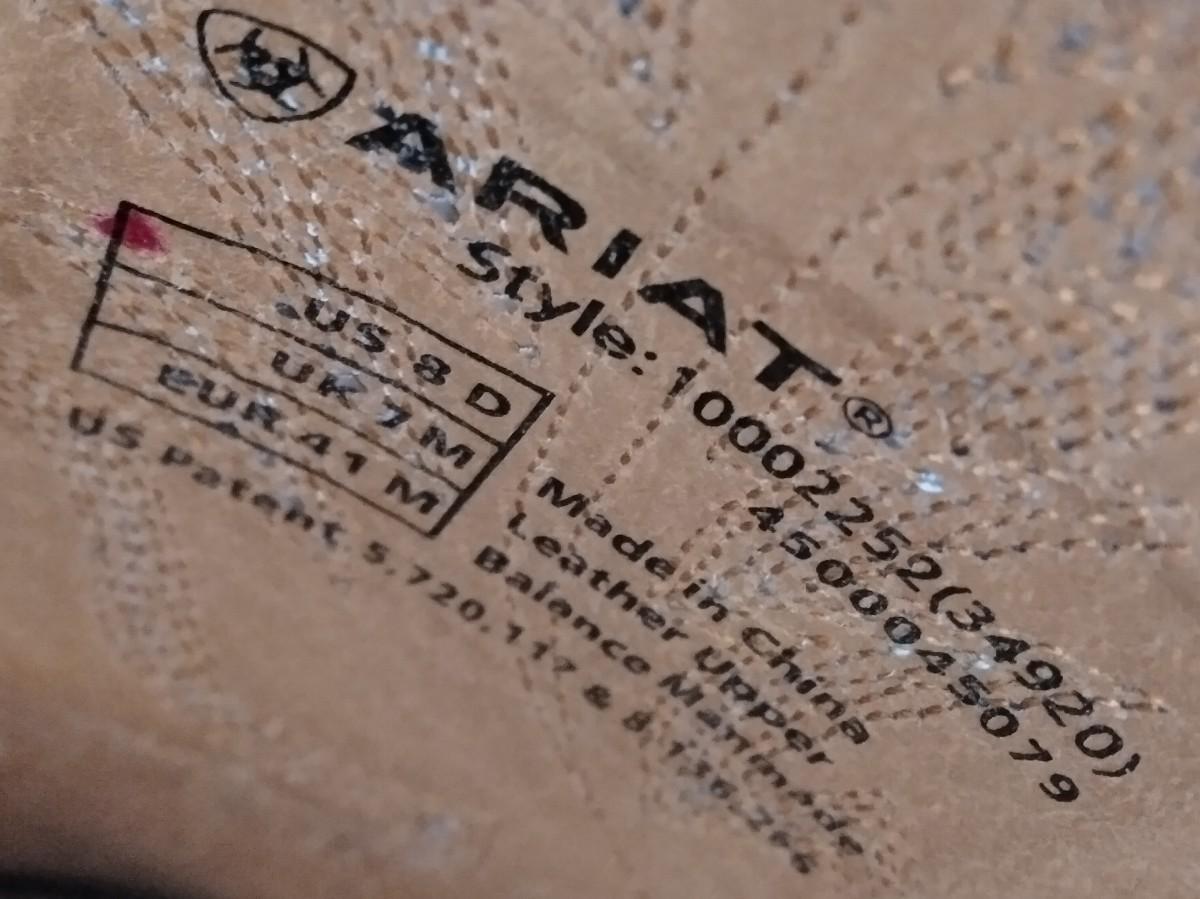 ARIAT®
Style: 10002252(34920)
4500045079
US 8 D
UK 7 M
EUR 41 M
Made in China
Leather Upper
Balance Manmade
US Patent 5,720,117 & 8,136,266